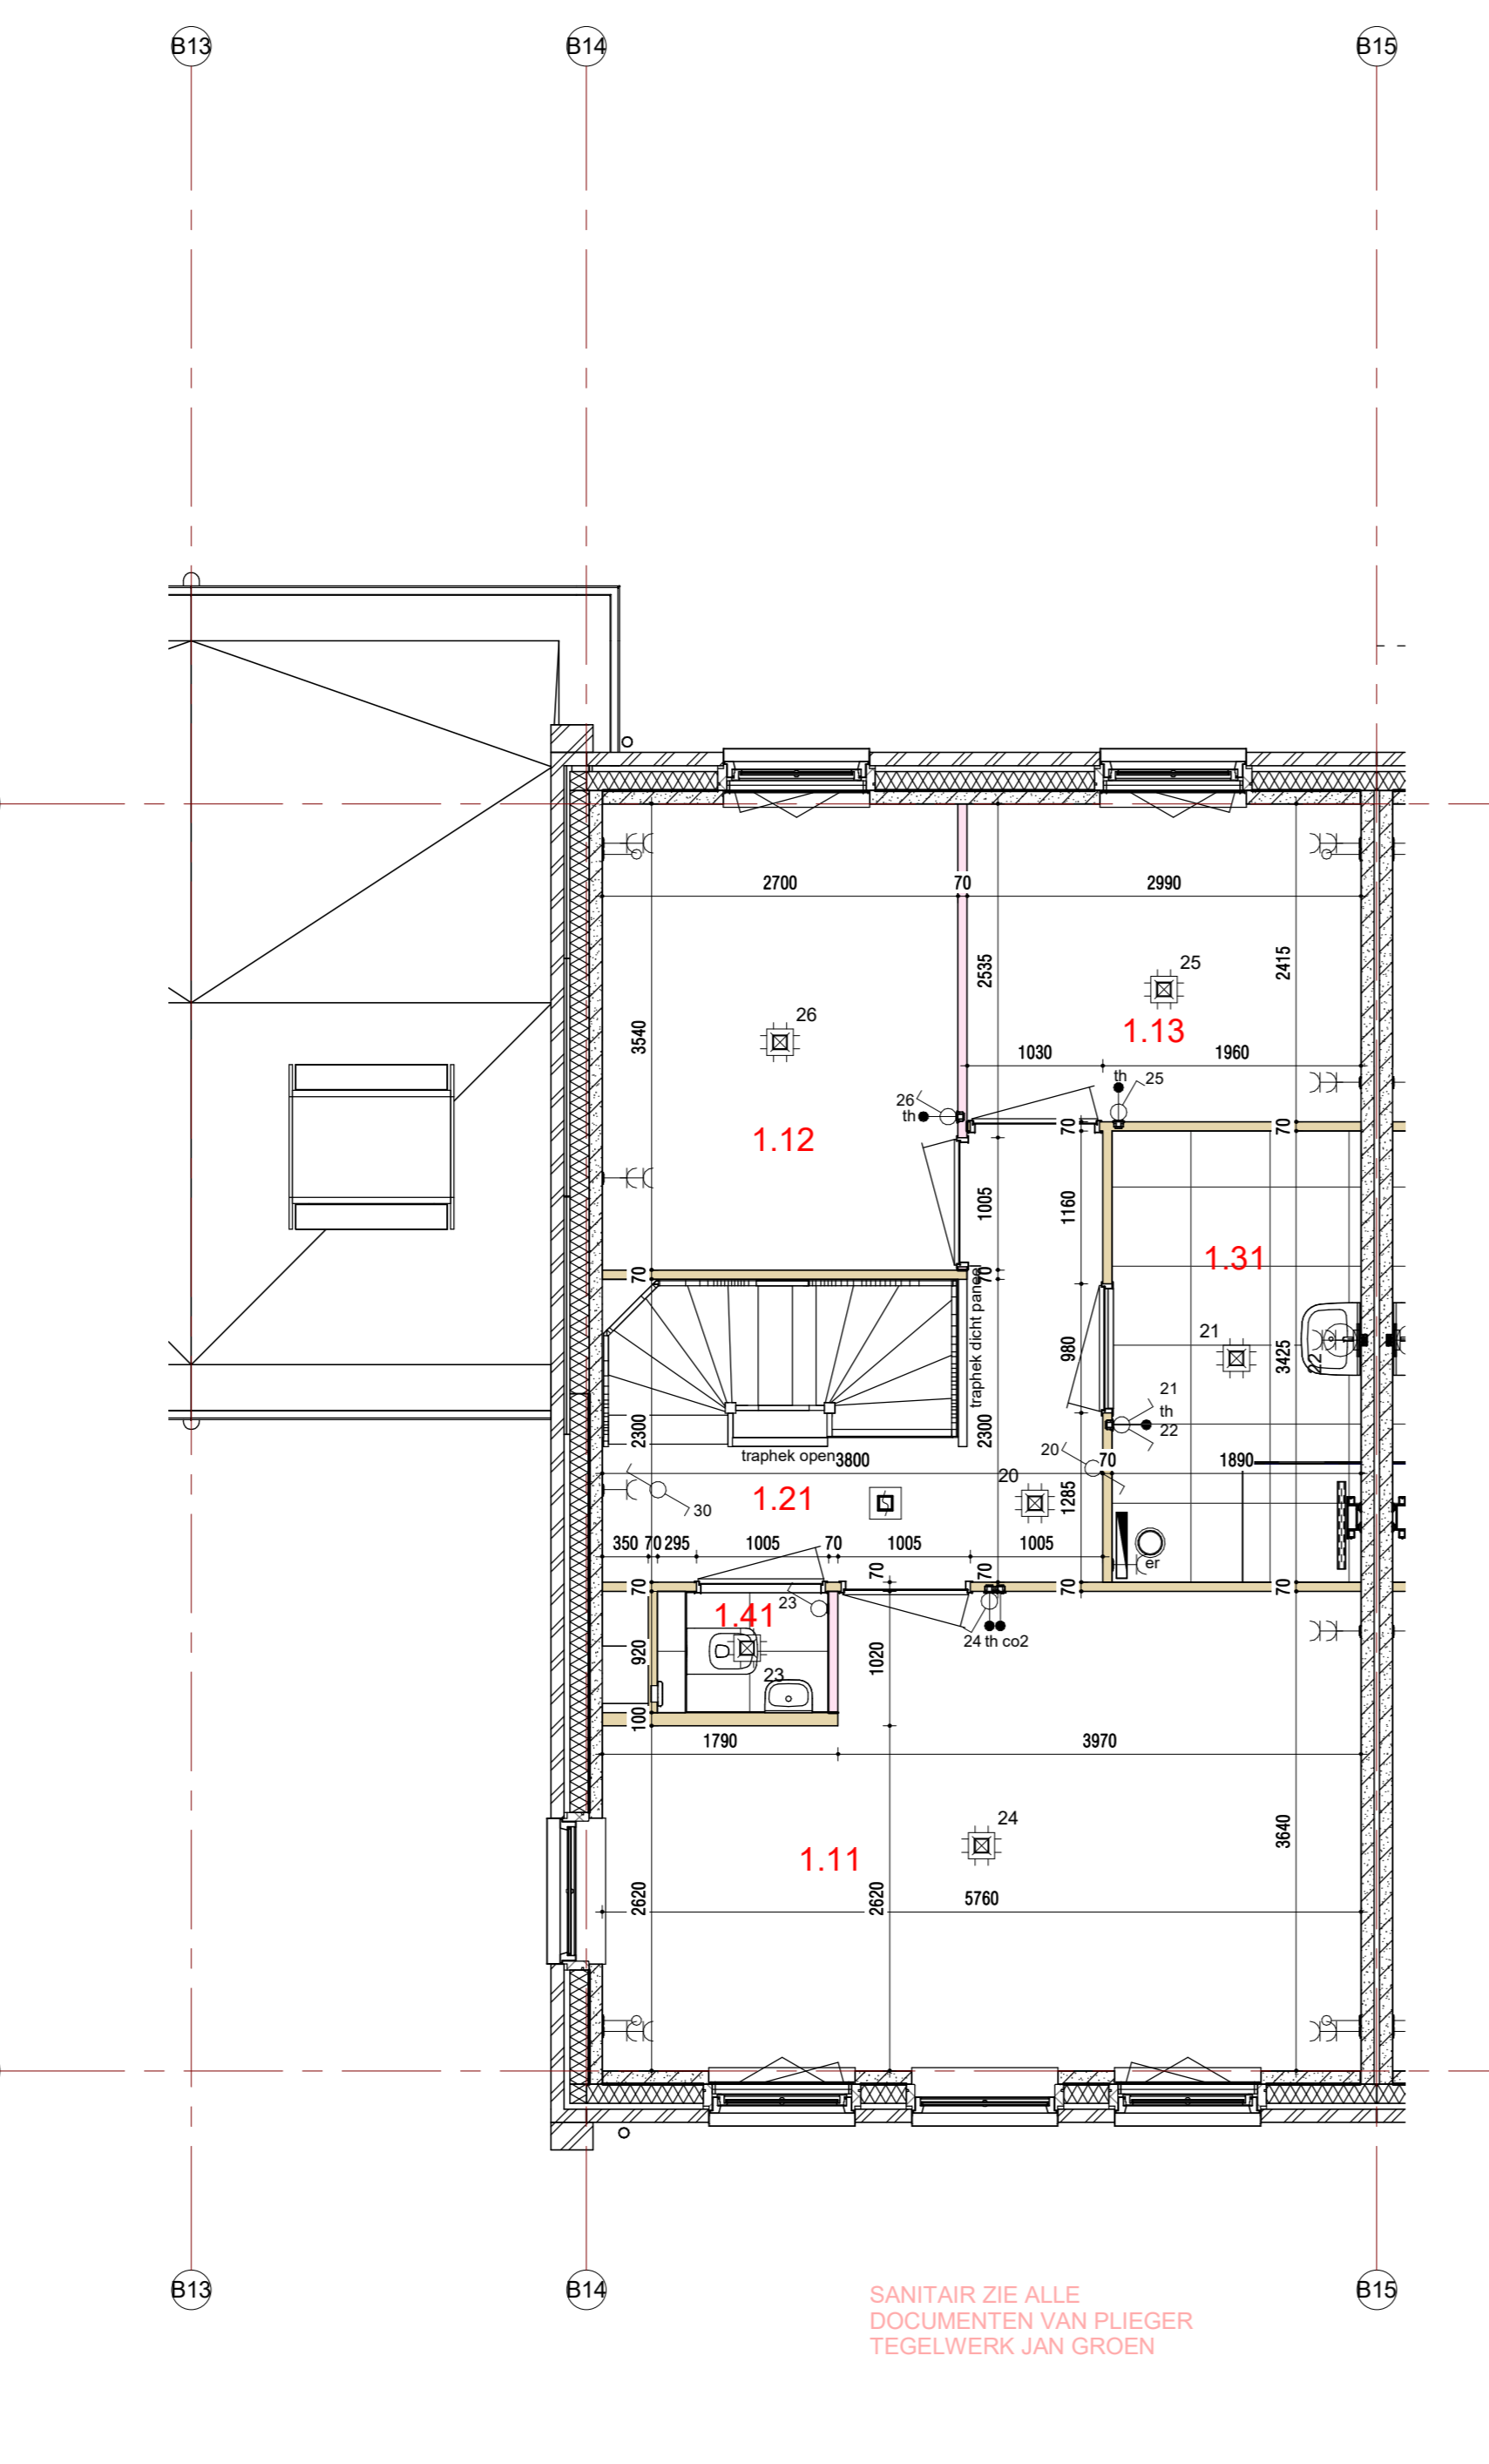 B13 B14 B15
2700 70 2990
2535
2415
25
26
3540
1.13
1030 1960
th 25
26
th
70 70
1.12
1005
1160
1.31
70 70
traphek dicht paneel
21
980
3425
22
21
th
22
2300
2300
traphek open 3800
20
70
1890
20
1.21
1285
30
350 70 295 1005 70 1005 1005
er
70 70 70 70 70
1.41
23
24 th co2
920
1020
23
100
1790 3970
24
1.11
3640
2620
2620
5760
B13 B14 B15
SANITAIR ZIE ALLE
DOCUMENTEN VAN PLIEGER
TEGELWERK JAN GROEN